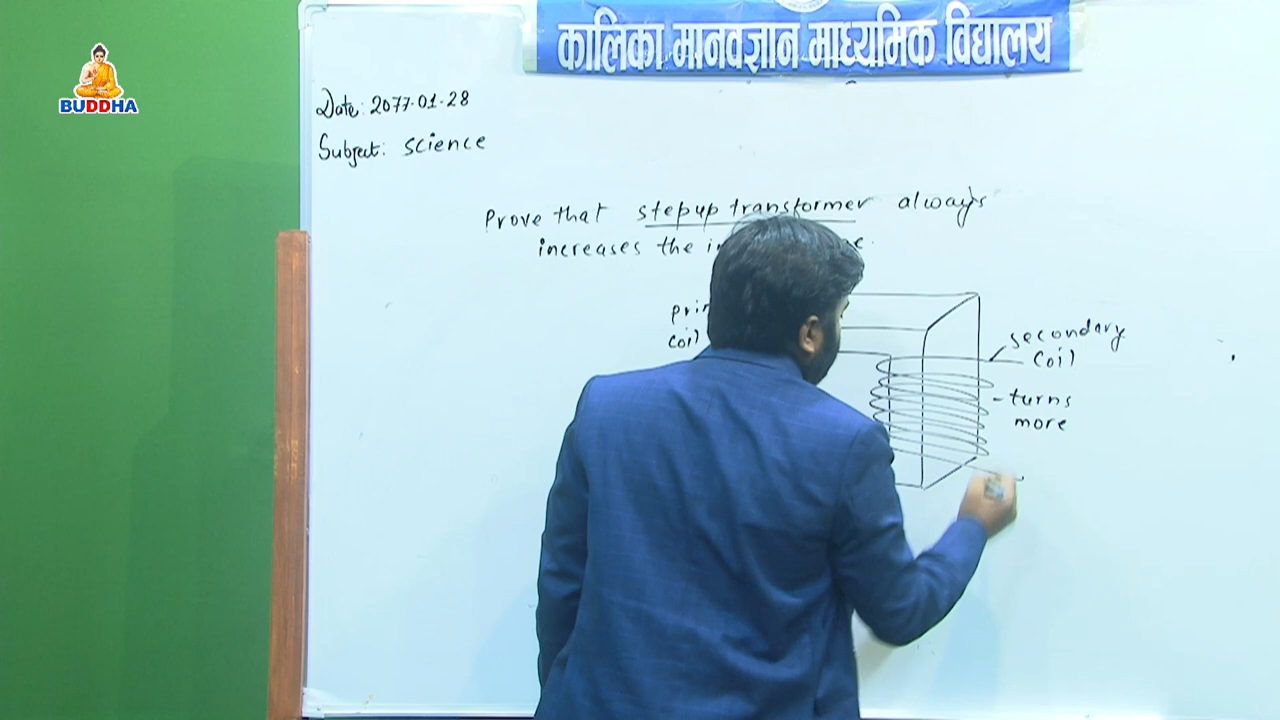 BUDDHA
कालिका मानवज्ञान माध्यमिक विद्यालय
Date: 2077-01-28
Subject: science
Prove that stepup transformer always
increases the
coil
secondary
coil
- turns
more